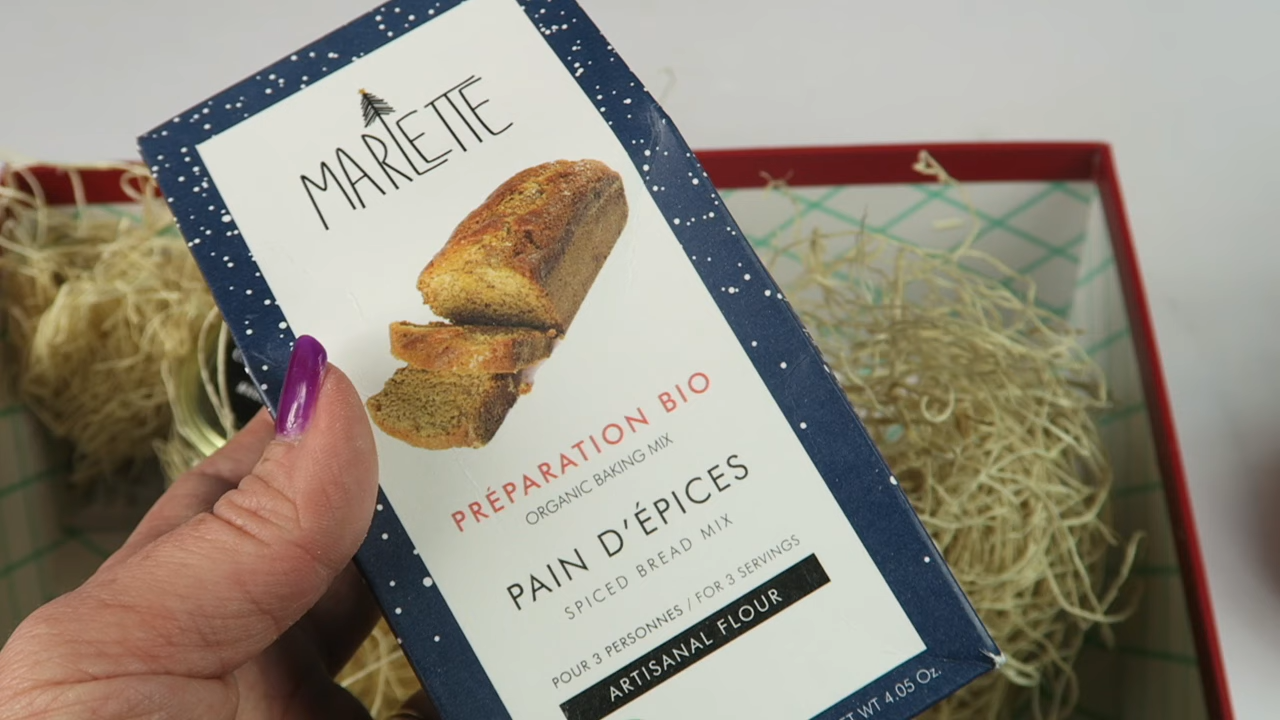 MARLETTE
PRÉPARATION BIO
ORGANIC BAKING MIX
PAIN D'ÉPICES
SPICED BREAD MIX
POUR 3 PERSONNES / FOR 3 SERVINGS
ARTISANAL FLOUR
WT 4.05 Oz.